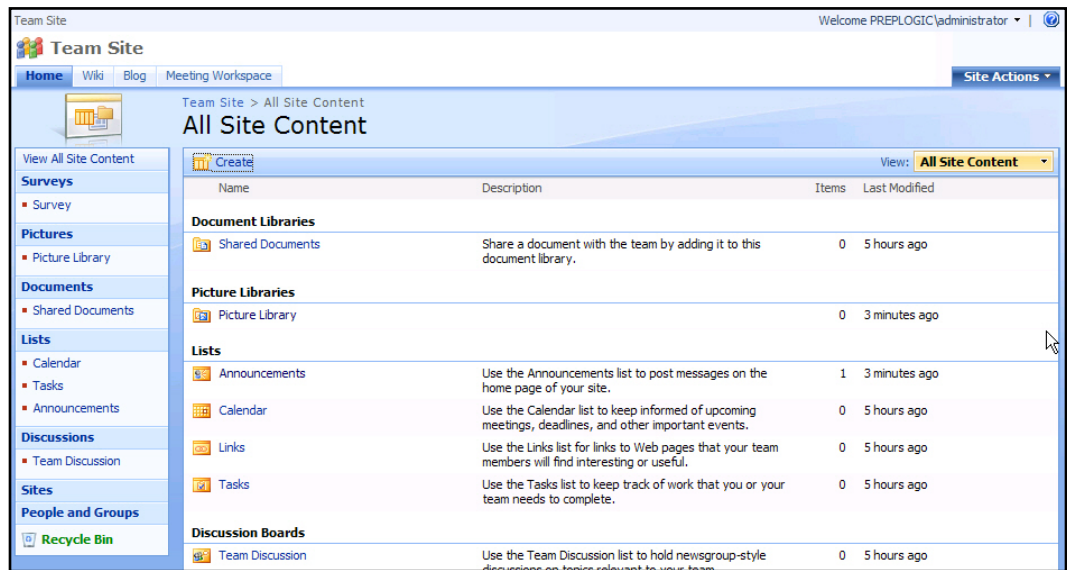 Team Site
Welcome PREPLOGIC\administrator
Team Site
Home Wiki Blog Meeting Workspace
Site Actions
Team Site > All Site Content
All Site Content
View All Site Content
Surveys
Survey
Pictures
Picture Library
Documents
Shared Documents
Lists
Calendar
Tasks
Announcements
Discussions
Team Discussion
Sites
People and Groups
Recycle Bin
Create
View: All Site Content
Name Description Items Last Modified
Document Libraries
Shared Documents Share a document with the team by adding it to this 0 5 hours ago
document library.
Picture Libraries
Picture Library 0 3 minutes ago
Lists
Announcements Use the Announcements list to post messages on the 1 3 minutes ago
home page of your site.
Calendar Use the Calendar list to keep informed of upcoming 0 5 hours ago
meetings, deadlines, and other important events.
Links Use the Links list for links to Web pages that your team 0 5 hours ago
members will find interesting or useful.
Tasks Use the Tasks list to keep track of work that you or your 0 5 hours ago
team needs to complete.
Discussion Boards
Team Discussion Use the Team Discussion list to hold newsgroup-style 0 5 hours ago
discussions on topics relevant to your team.